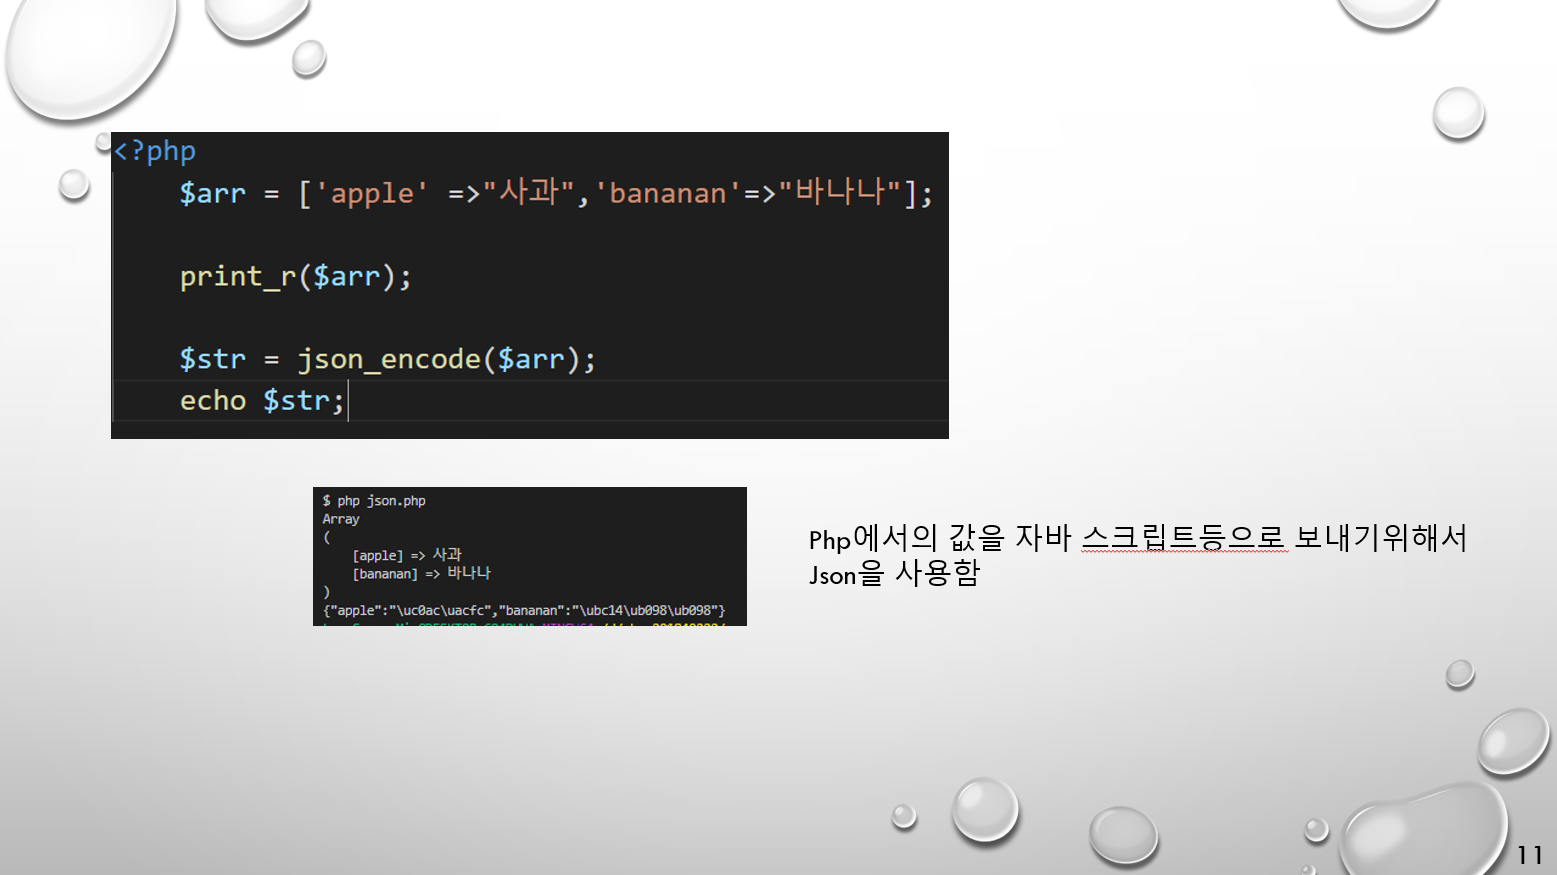 <?php
$arr = ['apple' =>"사과",'bananan'=>"바나나"];
print_r($arr);
$str = json_encode($arr);
echo $str;
$ php json.php
Array
(
[apple] => 사과
[bananan] => 바나나
)
{"apple":"\uc0ac\uacfc","bananan":"\ubc14\ub098\ub098"}
Php에서의 값을 자바 스크립트등으로 보내기위해서
Json을 사용함
11